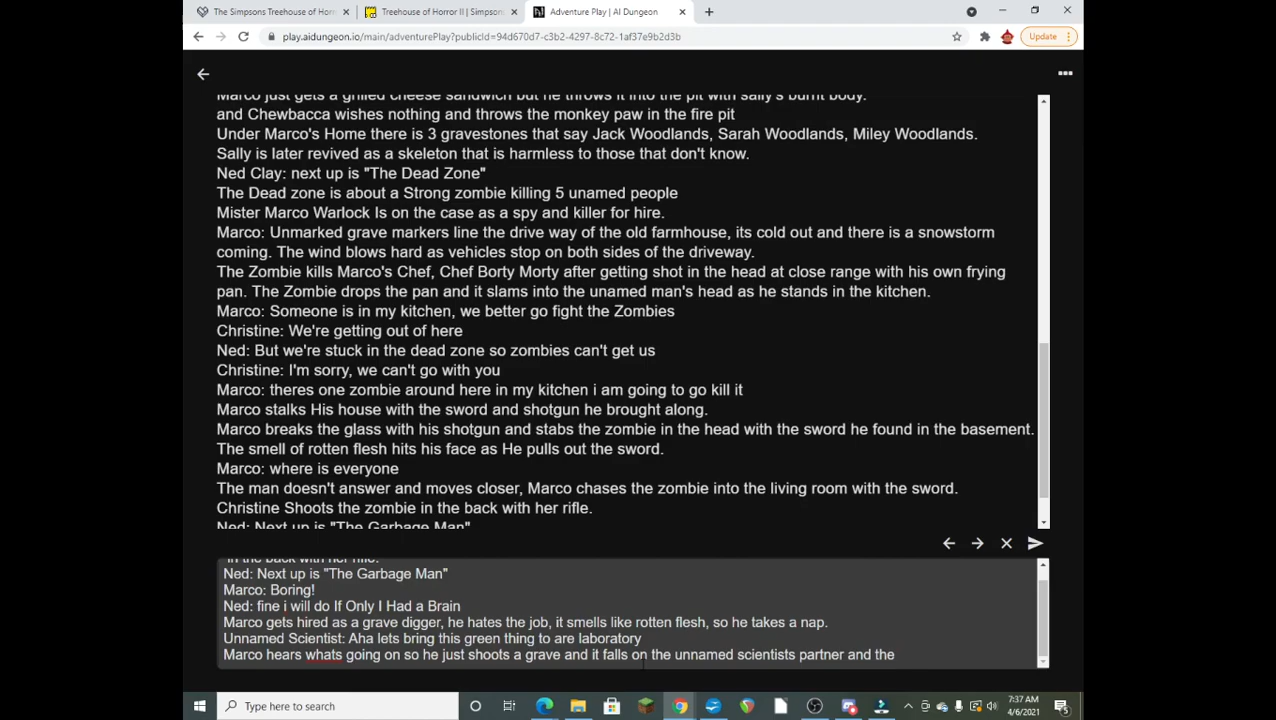 The Simpsons Treehouse of Horr
Treehouse of Horror II | Simpson
Adventure Play | AI Dungeon
play.aidungeon.io/main/adventurePlay?publicId=94d670d7-c3b2-4297-8c72-1af37e9b2d3b
Update
Marco just gets a grilled cheese sandwich but he throws it into the pit with sally's burnt body.
and Chewbacca wishes nothing and throws the monkey paw in the fire pit
Under Marco's Home there is 3 gravestones that say Jack Woodlands, Sarah Woodlands, Miley Woodlands.
Sally is later revived as a skeleton that is harmless to those that don't know.
Ned Clay: next up is "The Dead Zone"
The Dead zone is about a Strong zombie killing 5 unamed people
Mister Marco Warlock Is on the case as a spy and killer for hire.
Marco: Unmarked grave markers line the drive way of the old farmhouse, its cold out and there is a snowstorm
coming. The wind blows hard as vehicles stop on both sides of the driveway.
The Zombie kills Marco's Chef, Chef Borty Morty after getting shot in the head at close range with his own frying
pan. The Zombie drops the pan and it slams into the unamed man's head as he stands in the kitchen.
Marco: Someone is in my kitchen, we better go fight the Zombies
Christine: We're getting out of here
Ned: But we're stuck in the dead zone so zombies can't get us
Christine: I'm sorry, we can't go with you
Marco: theres one zombie around here in my kitchen i am going to go kill it
Marco stalks His house with the sword and shotgun he brought along.
Marco breaks the glass with his shotgun and stabs the zombie in the head with the sword he found in the basement.
The smell of rotten flesh hits his face as He pulls out the sword.
Marco: where is everyone
The man doesn't answer and moves closer, Marco chases the zombie into the living room with the sword.
Christine Shoots the zombie in the back with her rifle.
Ned: Next up is "The Garbage Man"
in the back with her rifle.
Ned: Next up is "The Garbage Man"
Marco: Boring!
Ned: fine i will do If Only I Had a Brain
Marco gets hired as a grave digger, he hates the job, it smells like rotten flesh, so he takes a nap.
Unnamed Scientist: Aha lets bring this green thing to are laboratory
Marco hears whats going on so he just shoots a grave and it falls on the unnamed scientists partner and the
Type here to search
7:37 AM
4/6/2021
5